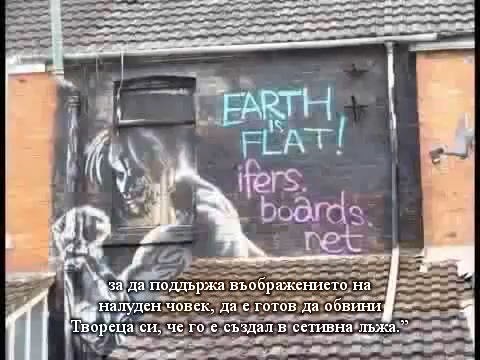 EARTH
is
FLAT!
ifers.
boards.
net
за да поддържа въображението на
налуден човек, да е готов да обвини
Твореца си, че го е създал в сетивна лъжа.”